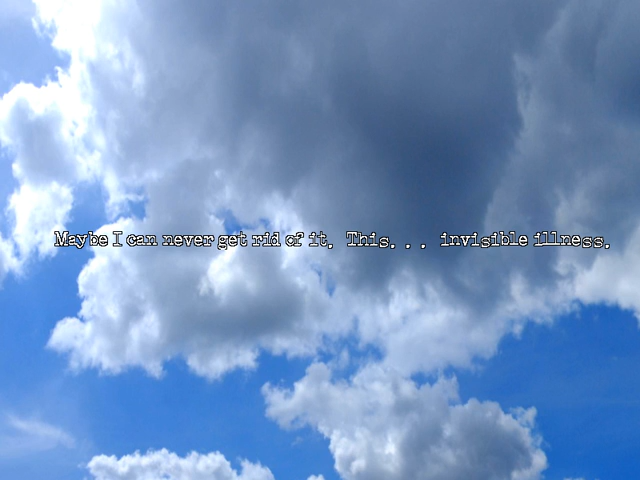 Maybe I can never get rid of it. This. . . invisible illness.